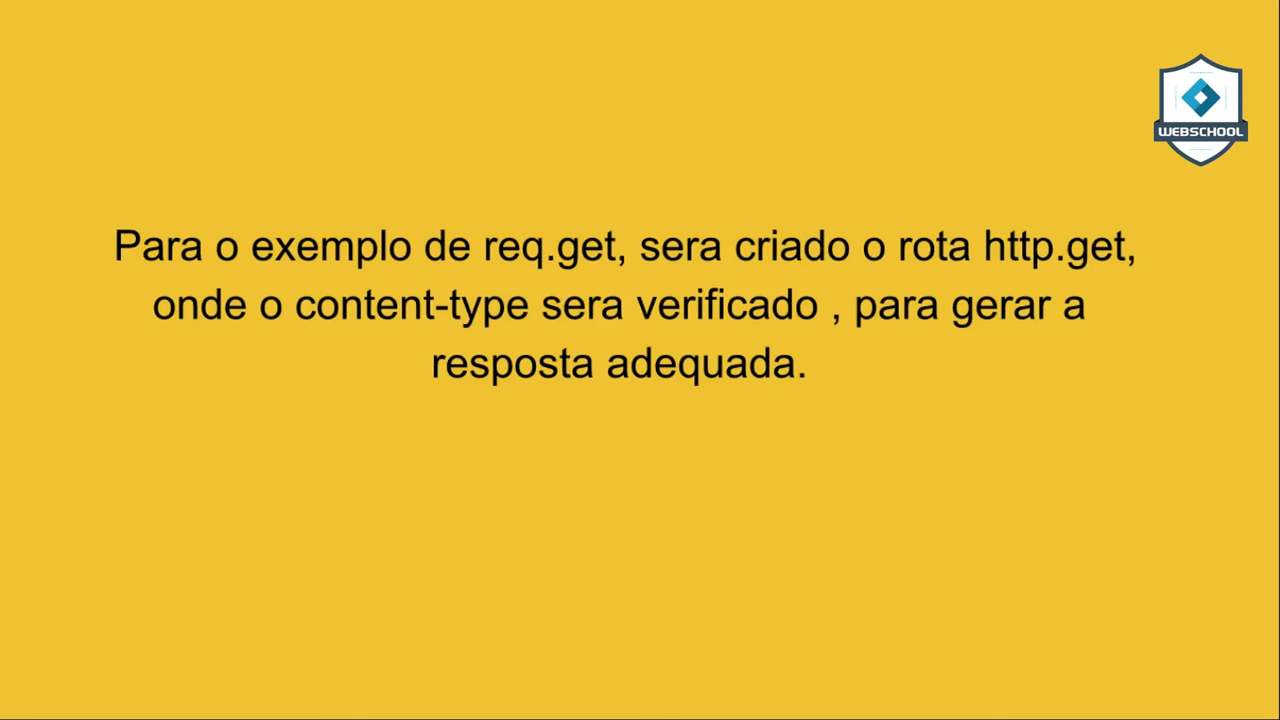 WEBSCHOOL
Para o exemplo de req.get, sera criado o rota http.get,
onde o content-type sera verificado , para gerar a
resposta adequada.